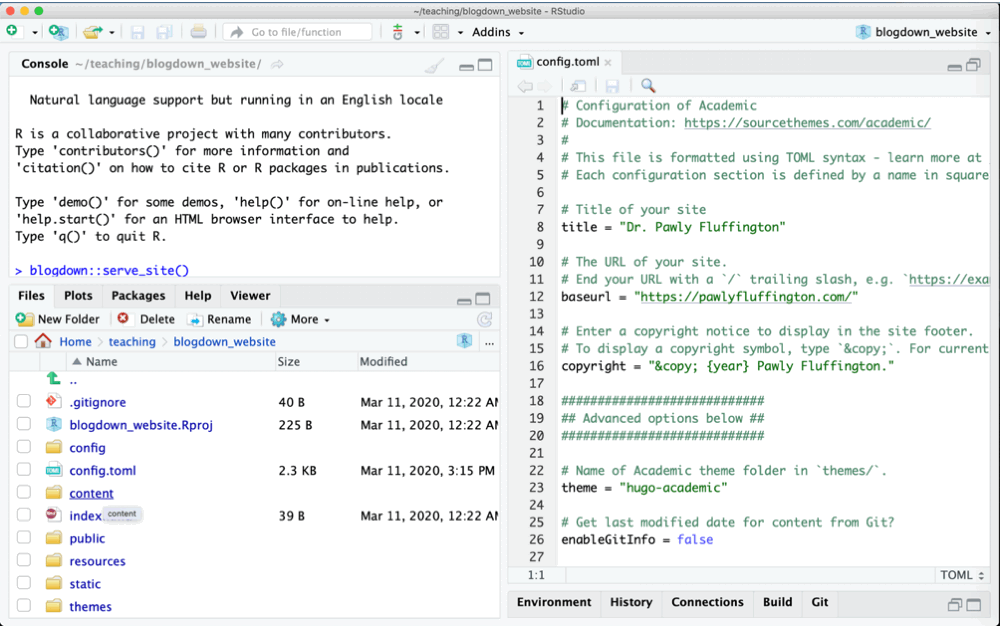 ~/teaching/blogdown_website - RStudio
Go to file/function
Addins
blogdown_website
Console ~/teaching/blogdown_website/
Natural language support but running in an English locale
R is a collaborative project with many contributors.
Type 'contributors()' for more information and
'citation()' on how to cite R or R packages in publications.
Type 'demo()' for some demos, 'help()' for on-line help, or
'help.start()' for an HTML browser interface to help.
Type 'q()' to quit R.
> blogdown::serve_site()
Files Plots Packages Help Viewer
New Folder Delete Rename More
Home teaching blogdown_website ...
Name Size Modified
..
.gitignore 40 B Mar 11, 2020, 12:22 AM
blogdown_website.Rproj 225 B Mar 11, 2020, 12:22 AM
config
config.toml 2.3 KB Mar 11, 2020, 3:15 PM
content
index content 39 B Mar 11, 2020, 12:22 AM
public
resources
static
themes
config.toml
1 # Configuration of Academic
2 # Documentation: https://sourcethemes.com/academic/
3 #
4 # This file is formatted using TOML syntax - learn more at
5 # Each configuration section is defined by a name in square
6
7 # Title of your site
8 title = "Dr. Pawly Fluffington"
9
10 # The URL of your site.
11 # End your URL with a `/` trailing slash, e.g. `https://exa
12 baseurl = "https://pawlyfluffington.com/"
13
14 # Enter a copyright notice to display in the site footer.
15 # To display a copyright symbol, type `&copy;`. For current
16 copyright = "&copy; {year} Pawly Fluffington."
17
18 ###########################
19 ## Advanced options below ##
20 ###########################
21
22 # Name of Academic theme folder in `themes/`.
23 theme = "hugo-academic"
24
25 # Get last modified date for content from Git?
26 enableGitInfo = false
27
1:1 TOML
Environment History Connections Build Git